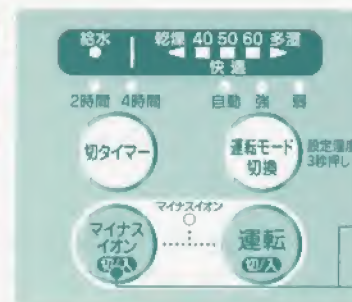 給水 乾燥 40 50 60 多湿
快適
2時間 4時間 自動 強 弱
切タイマー
運転モード
切換
設定湿度
3秒押し
マイナスイオン
マイナス
イオン
切/入
運転
切/入